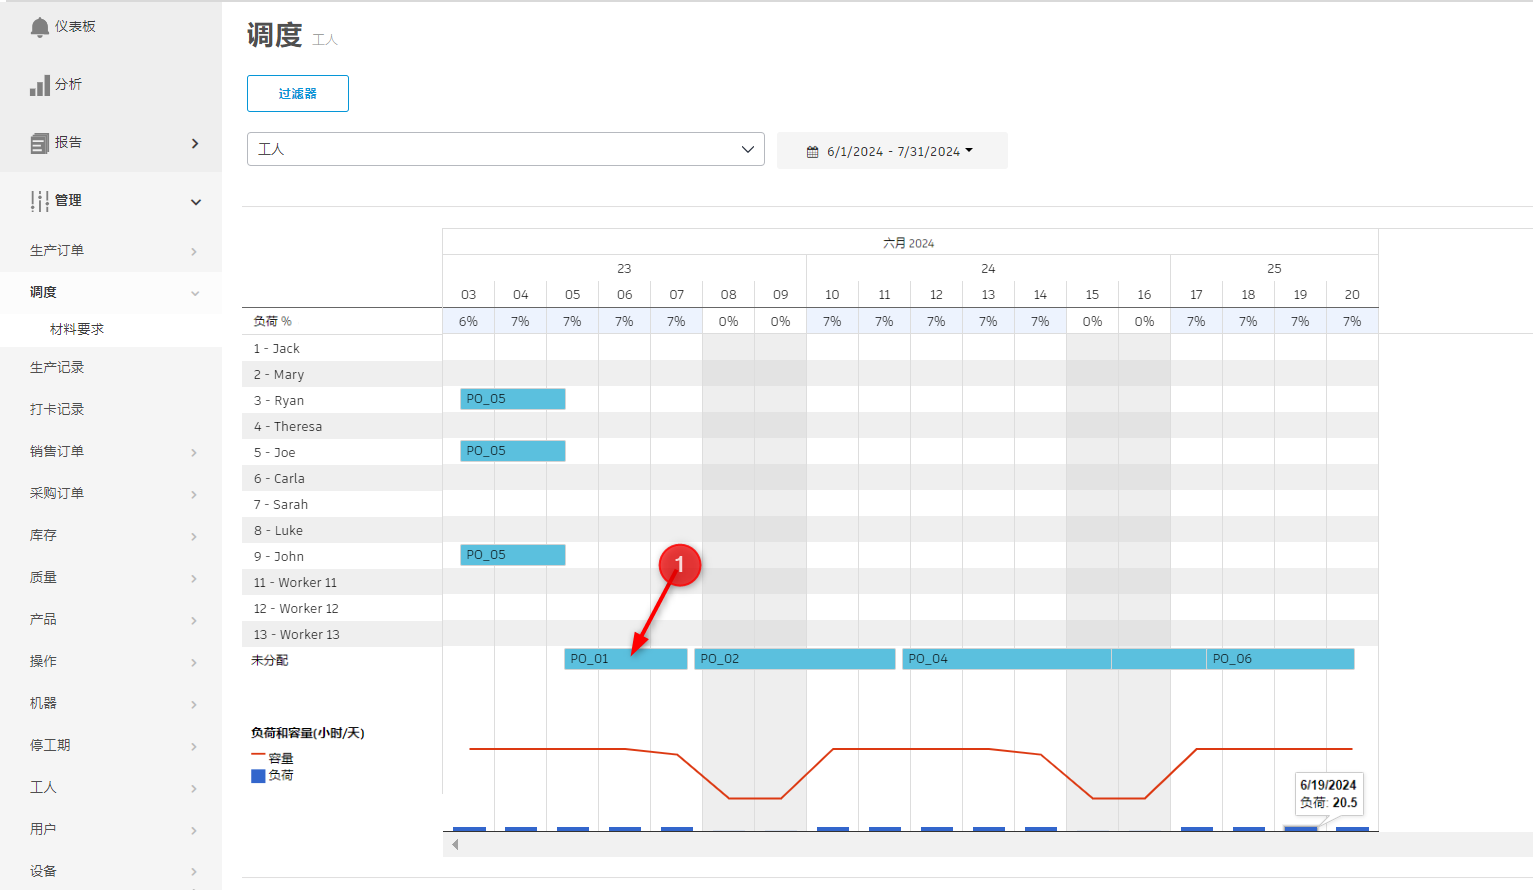 仪表板
分析
报告
管理
生产订单
调度
材料要求
生产记录
打卡记录
销售订单
采购订单
库存
质量
产品
操作
机器
停工期
工人
用户
设备
调度 工人
过滤器
工人
6/1/2024 - 7/31/2024
六月 2024
23 24 25
03 04 05 06 07 08 09 10 11 12 13 14 15 16 17 18 19 20
负荷 % 6% 7% 7% 7% 7% 0% 0% 7% 7% 7% 7% 7% 0% 0% 7% 7% 7% 7%
1 - Jack
2 - Mary
3 - Ryan PO_05
4 - Theresa
5 - Joe PO_05
6 - Carla
7 - Sarah
8 - Luke
9 - John PO_05
1
11 - Worker 11
12 - Worker 12
13 - Worker 13
未分配 PO_01 PO_02 PO_04 PO_06
负荷和容量(小时/天)
容量
负荷
6/19/2024
负荷: 20.5